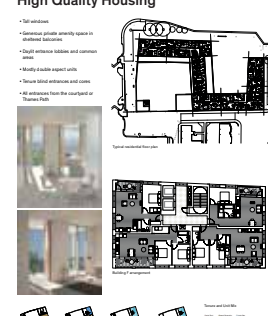 High Quality Housing
• Tall windows
• Generous private amenity space in
sheltered balconies
• Daylit entrance lobbies and common
areas
• Mostly double aspect units
• Tenure blind entrances and cores
• All entrances from the courtyard or
Thames Path
Typical residential floor plan
Building F arrangement
Tenure and Unit Mix